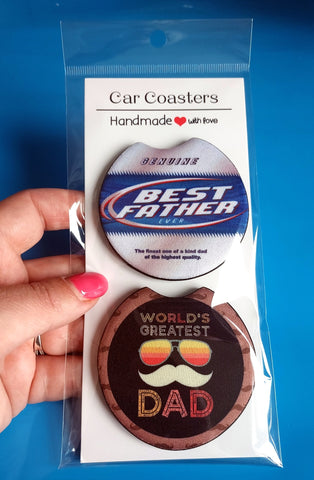 Car Coasters
Handmade with love
GENUINE
BEST
FATHER
EVER
The finest one of a kind dad
of the highest quality.
WORLD'S
GREATEST
DAD